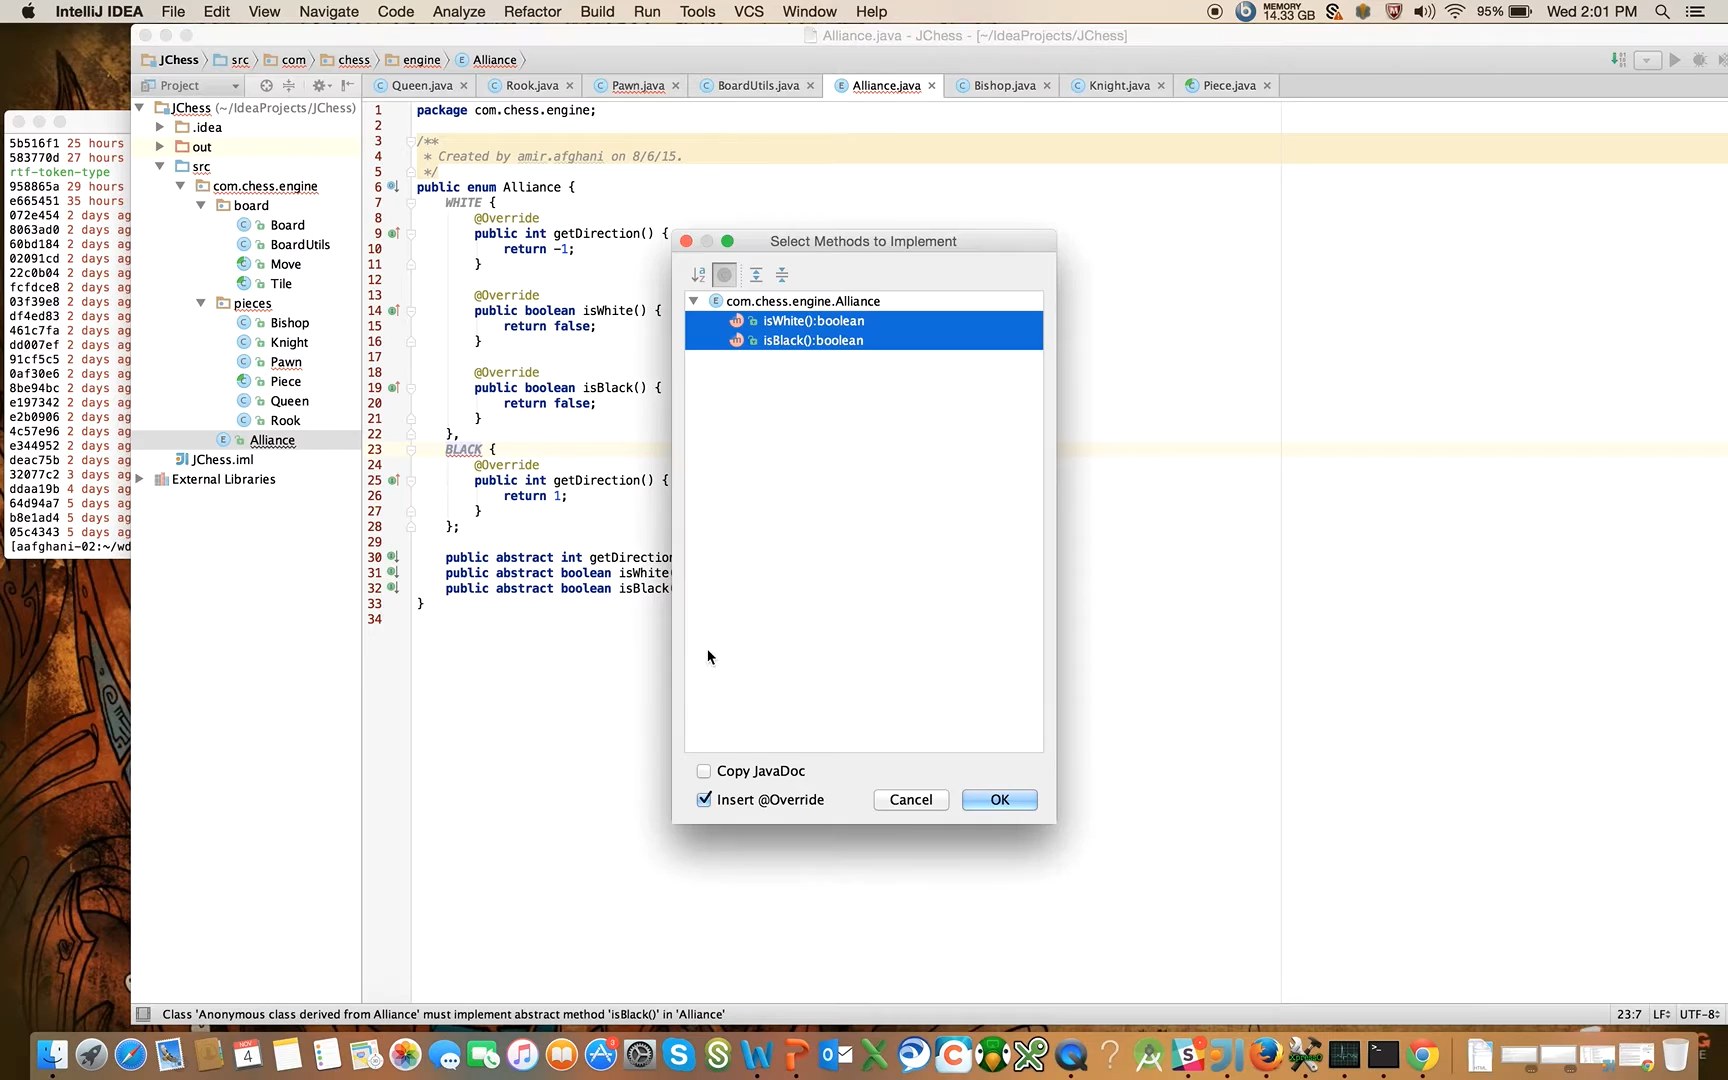 IntelliJ IDEA File Edit View Navigate Code Analyze Refactor Build Run Tools VCS Window Help
MEMORY
14.33 GB
95% Wed 2:01 PM
Alliance.java - JChess - [~/IdeaProjects/JChess]
JChess src com chess engine Alliance
Project
Queen.java Rook.java Pawn.java BoardUtils.java Alliance.java Bishop.java Knight.java Piece.java
5b516f1 25 hours
583770d 27 hours
rtf-token-type
958865a 29 hours
e665451 35 hours
072e454 2 days ag
8063ad0 2 days ag
60bd184 2 days ag
02091cd 2 days ag
22c0b04 2 days ag
fcfdce8 2 days ag
03f39e8 2 days ag
df4ed83 2 days ag
461c7fa 2 days ag
dd007ef 2 days ag
91cf5c5 2 days ag
0af30e6 2 days ag
8be94bc 2 days ag
e197342 2 days ag
e2b0906 2 days ag
4c57e96 2 days ag
e344952 2 days ag
deac75b 2 days ag
32077c2 3 days ag
ddaa19b 4 days ag
64d94a7 5 days ag
b8e1ad4 5 days ag
05c4343 5 days ag
[aafghani-02:~/wd
JChess (~/IdeaProjects/JChess)
.idea
out
src
com.chess.engine
board
Board
BoardUtils
Move
Tile
pieces
Bishop
Knight
Pawn
Piece
Queen
Rook
Alliance
JChess.iml
External Libraries
1 package com.chess.engine;
2
3 /**
4 * Created by amir.afghani on 8/6/15.
5 */
6 public enum Alliance {
7 WHITE {
8 @Override
9 public int getDirection() {
10 return -1;
11 }
12
13 @Override
14 public boolean isWhite() {
15 return false;
16 }
17
18 @Override
19 public boolean isBlack() {
20 return false;
21 }
22 },
23 BLACK {
24 @Override
25 public int getDirection() {
26 return 1;
27 }
28 };
29
30 public abstract int getDirection
31 public abstract boolean isWhite(
32 public abstract boolean isBlack(
33 }
34
Select Methods to Implement
com.chess.engine.Alliance
isWhite():boolean
isBlack():boolean
Copy JavaDoc
Insert @Override
Cancel
OK
Class 'Anonymous class derived from Alliance' must implement abstract method 'isBlack()' in 'Alliance'
23:7 LF UTF-8
NOV
4
3